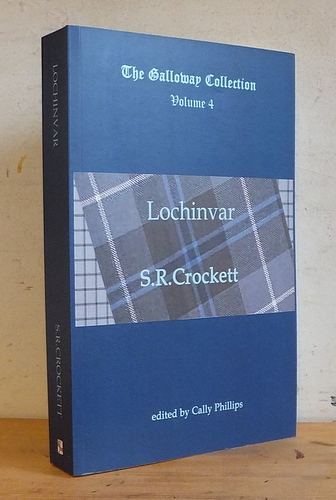 The Galloway Collection
Volume 4
Lochinvar
S.R.Crockett
edited by Cally Phillips
LOCHINVAR
S.R.CROCKETT